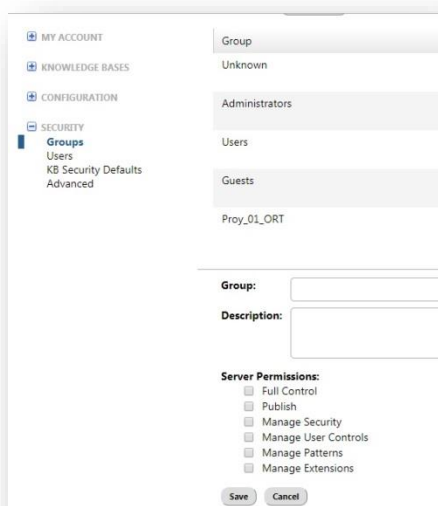 MY ACCOUNT
KNOWLEDGE BASES
CONFIGURATION
SECURITY
Groups
Users
KB Security Defaults
Advanced
Group
Unknown
Administrators
Users
Guests
Proy_01_ORT
Group:
Description:
Server Permissions:
Full Control
Publish
Manage Security
Manage User Controls
Manage Patterns
Manage Extensions
Save Cancel